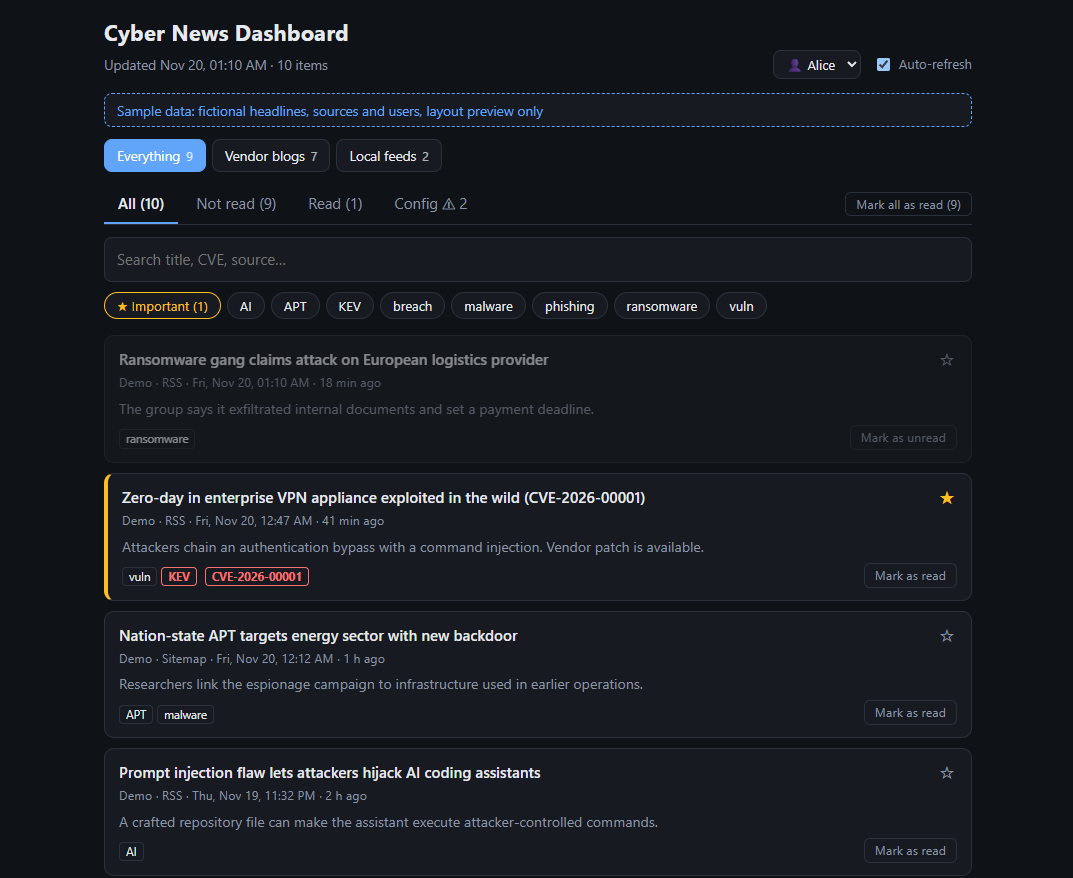 Cyber News Dashboard
Updated Nov 20, 01:10 AM · 10 items
Alice
Auto-refresh
Sample data: fictional headlines, sources and users, layout preview only
Everything 9
Vendor blogs 7
Local feeds 2
All (10)
Not read (9)
Read (1)
Config ⚠ 2
Mark all as read (9)
Search title, CVE, source...
★ Important (1)
AI
APT
KEV
breach
malware
phishing
ransomware
vuln
Ransomware gang claims attack on European logistics provider
Demo · RSS · Fri, Nov 20, 01:10 AM · 18 min ago
The group says it exfiltrated internal documents and set a payment deadline.
ransomware
Mark as unread
Zero-day in enterprise VPN appliance exploited in the wild (CVE-2026-00001)
Demo · RSS · Fri, Nov 20, 12:47 AM · 41 min ago
Attackers chain an authentication bypass with a command injection. Vendor patch is available.
vuln
KEV
CVE-2026-00001
Mark as read
Nation-state APT targets energy sector with new backdoor
Demo · Sitemap · Fri, Nov 20, 12:12 AM · 1 h ago
Researchers link the espionage campaign to infrastructure used in earlier operations.
APT
malware
Mark as read
Prompt injection flaw lets attackers hijack AI coding assistants
Demo · RSS · Thu, Nov 19, 11:32 PM · 2 h ago
A crafted repository file can make the assistant execute attacker-controlled commands.
AI
Mark as read